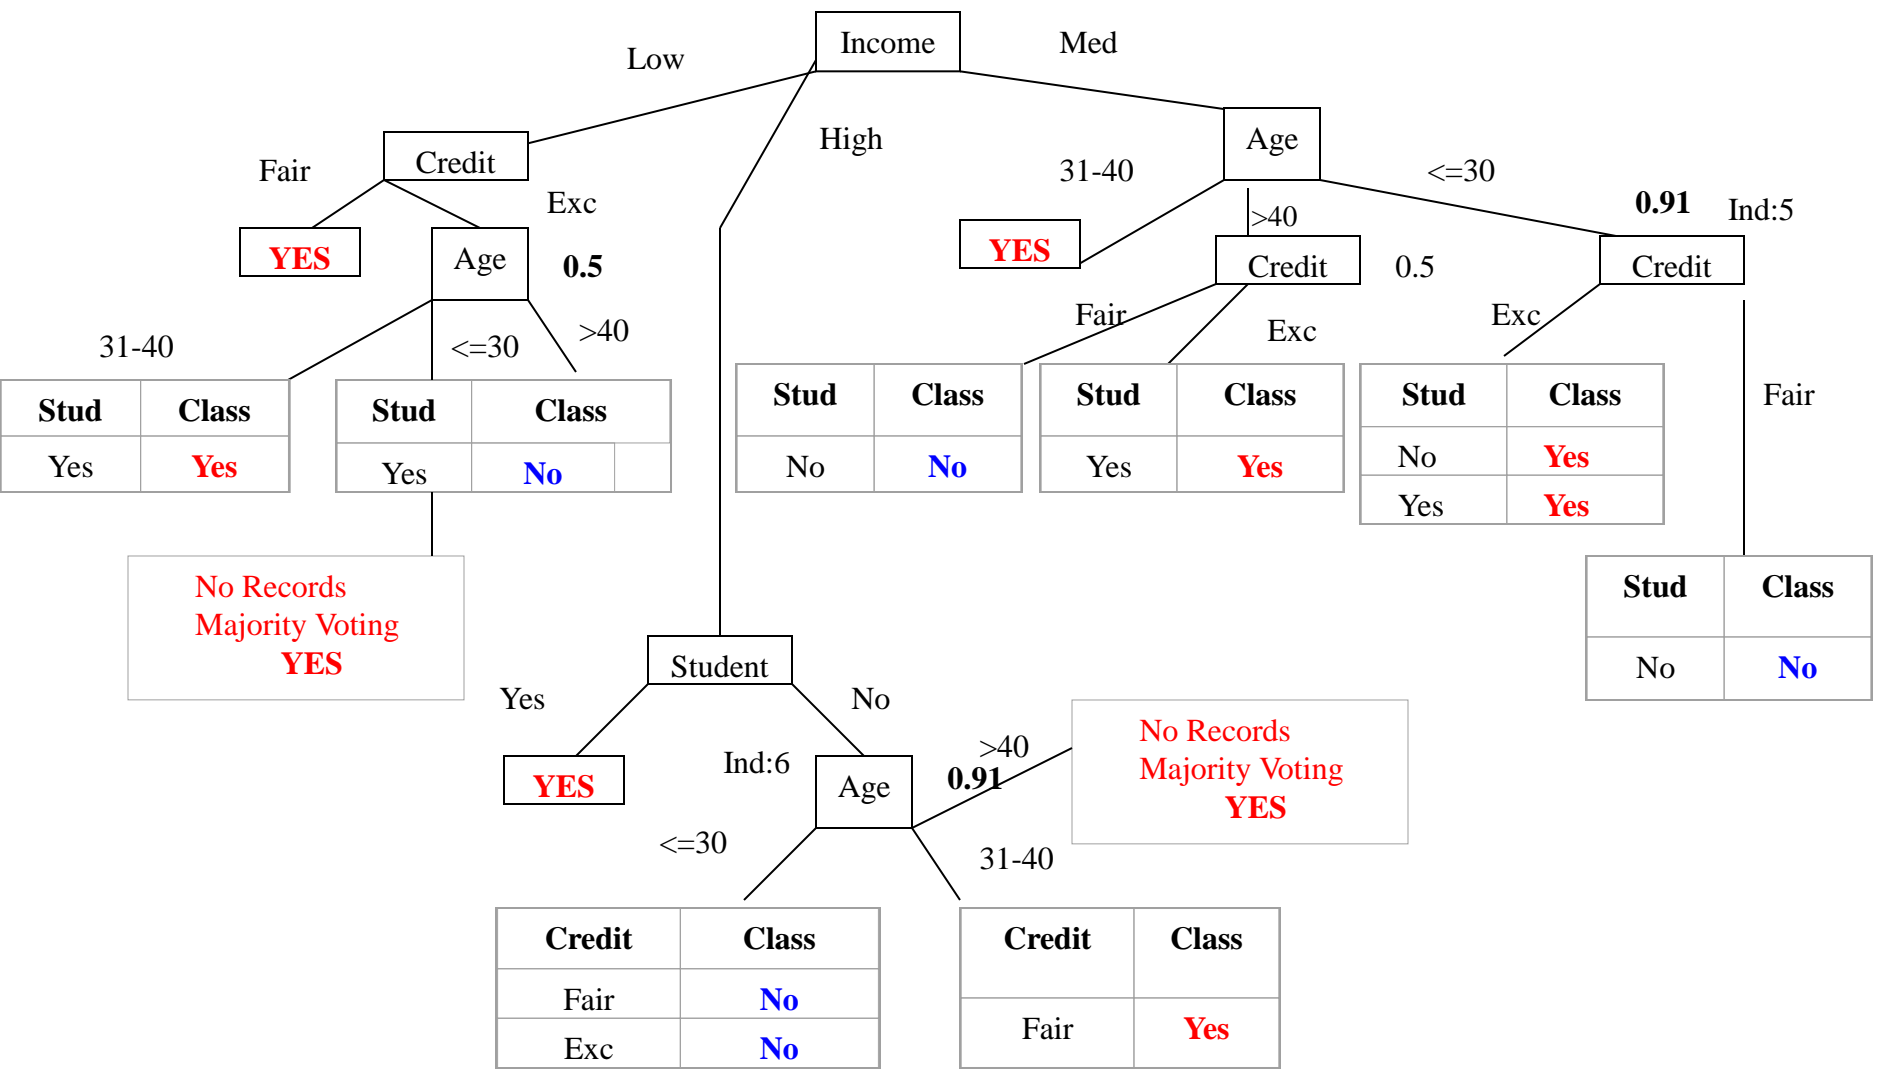 Income
Low
Med
High
Credit
Age
Fair
Exc
31-40
<=30
>40
0.91
Ind:5
YES
Age
0.5
YES
Credit
0.5
Credit
31-40
<=30
>40
Fair
Exc
Exc
Fair
Stud Class
Yes Yes
Stud Class
Yes No
Stud Class
No No
Stud Class
Yes Yes
Stud Class
No Yes
Yes Yes
No Records
Majority Voting
YES
Stud Class
No No
Student
Yes
No
YES
Ind:6
Age
0.91
>40
No Records
Majority Voting
YES
<=30
31-40
Credit Class
Fair No
Exc No
Credit Class
Fair Yes